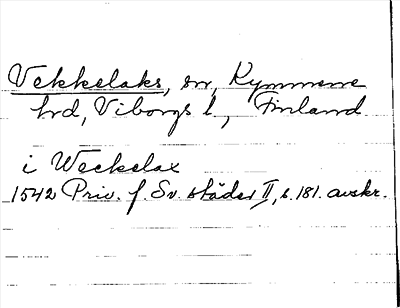 Vekkelaks, sn, Kymmene
hrd, Viborgs l, Finland
i Weckelax
1542 Priv. f. Sv. städer II, s. 181. avskr.